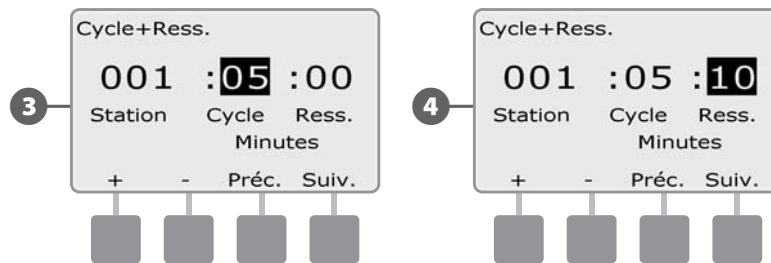 Cycle+Ress.
001 :05 :00
Station Cycle Ress.
Minutes
+ - Préc. Suiv.
3
Cycle+Ress.
001 :05 :10
Station Cycle Ress.
Minutes
+ - Préc. Suiv.
4